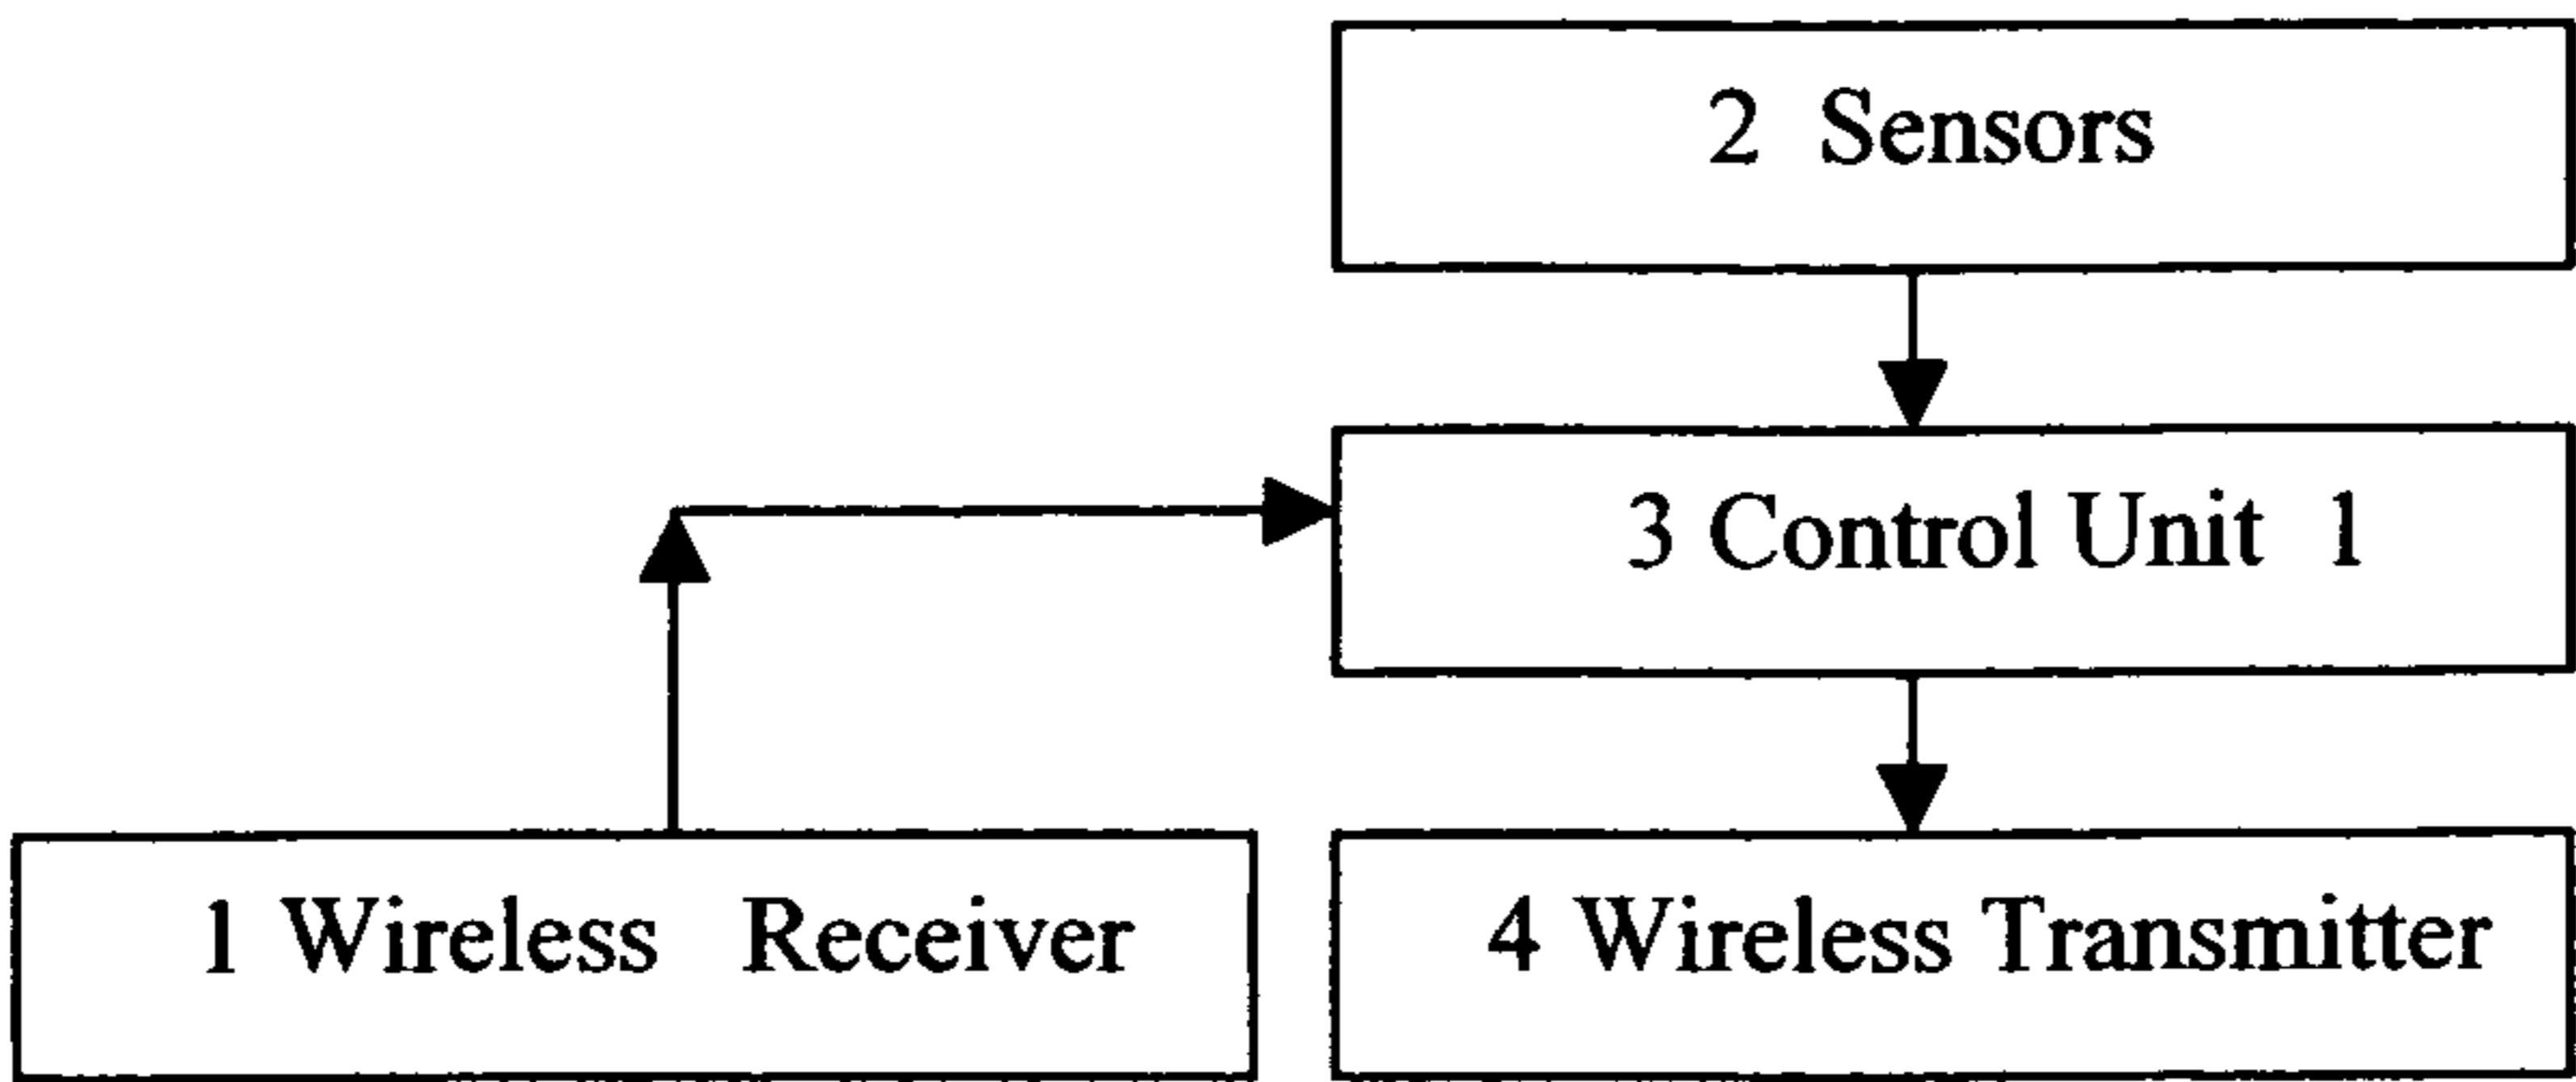 2 Sensors
3 Control Unit 1
1 Wireless Receiver
4 Wireless Transmitter